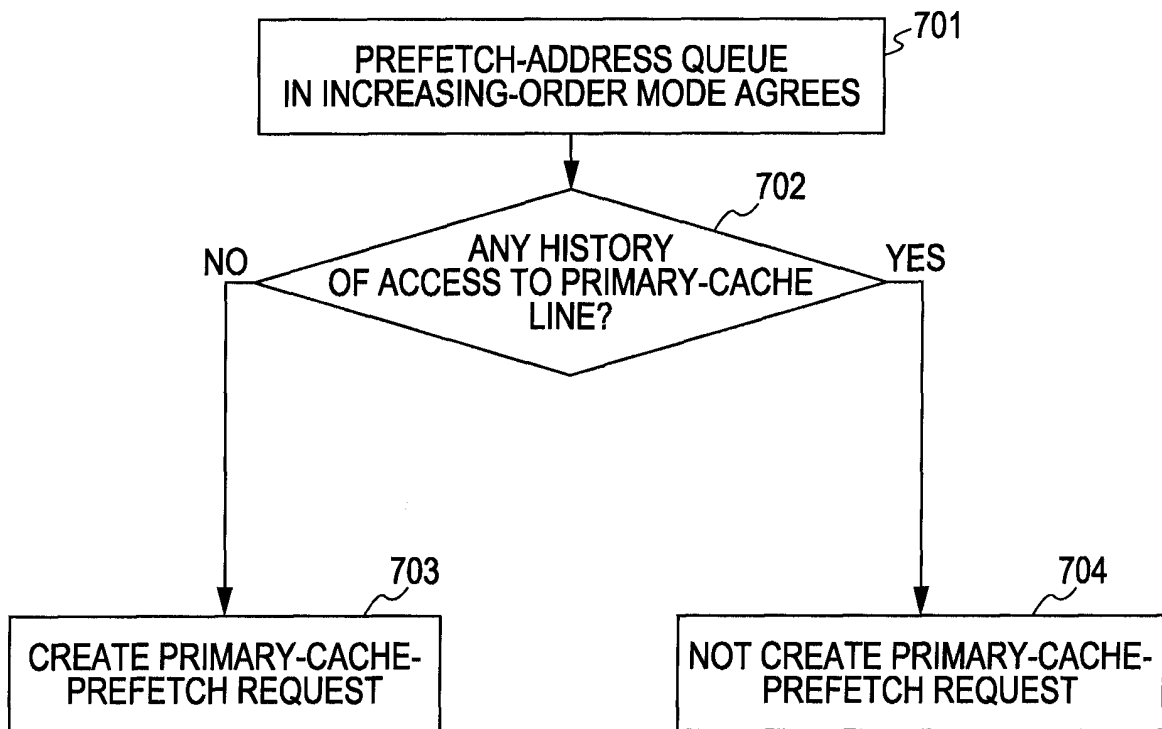 701
PREFETCH-ADDRESS QUEUE
IN INCREASING-ORDER MODE AGREES
702
ANY HISTORY
OF ACCESS TO PRIMARY-CACHE
LINE?
NO
YES
703
CREATE PRIMARY-CACHE-
PREFETCH REQUEST
704
NOT CREATE PRIMARY-CACHE-
PREFETCH REQUEST